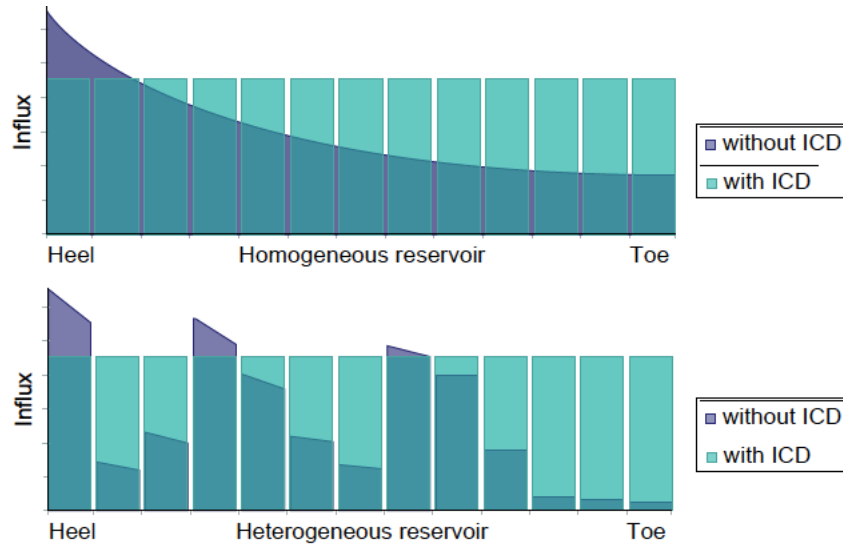 Influx
without ICD
with ICD
Heel Homogeneous reservoir Toe
Influx
without ICD
with ICD
Heel Heterogeneous reservoir Toe